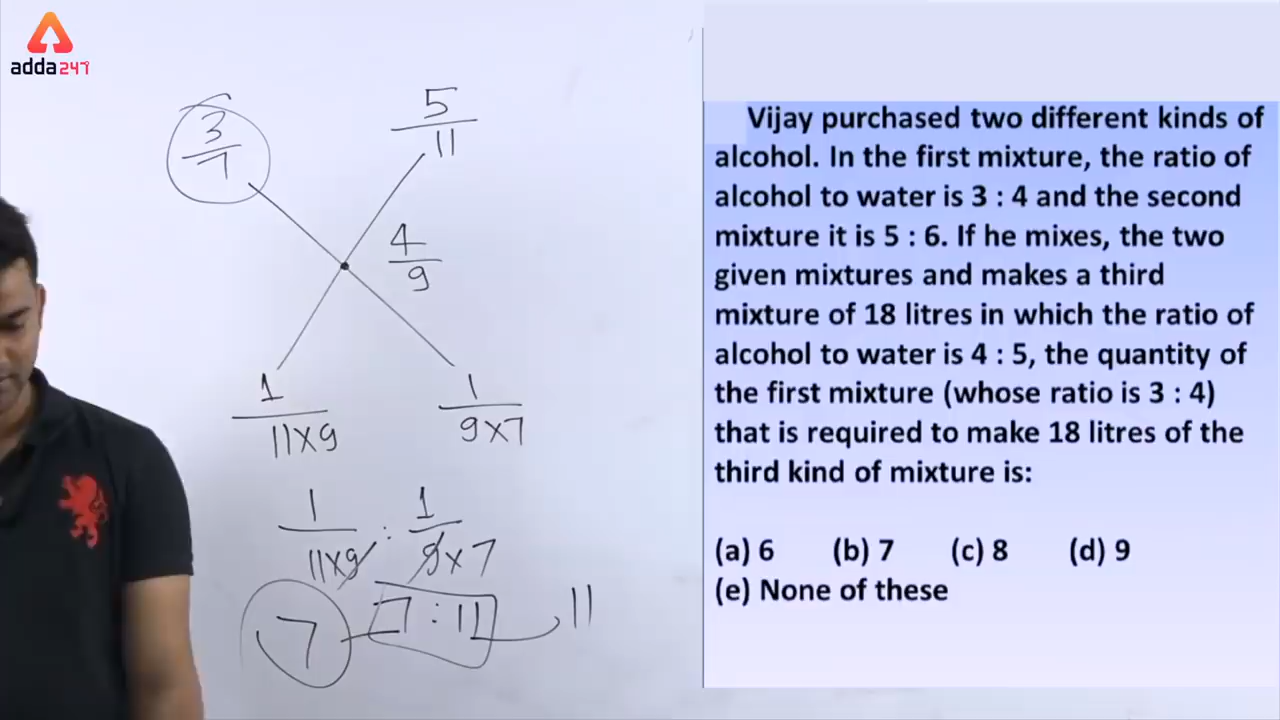 adda247
3/7
5/11
4/9
1/11×9
1/9×7
1/11×9 : 1/9×7
7
7 : 11
11
Vijay purchased two different kinds of
alcohol. In the first mixture, the ratio of
alcohol to water is 3 : 4 and the second
mixture it is 5 : 6. If he mixes, the two
given mixtures and makes a third
mixture of 18 litres in which the ratio of
alcohol to water is 4 : 5, the quantity of
the first mixture (whose ratio is 3 : 4)
that is required to make 18 litres of the
third kind of mixture is:
(a) 6 (b) 7 (c) 8 (d) 9
(e) None of these